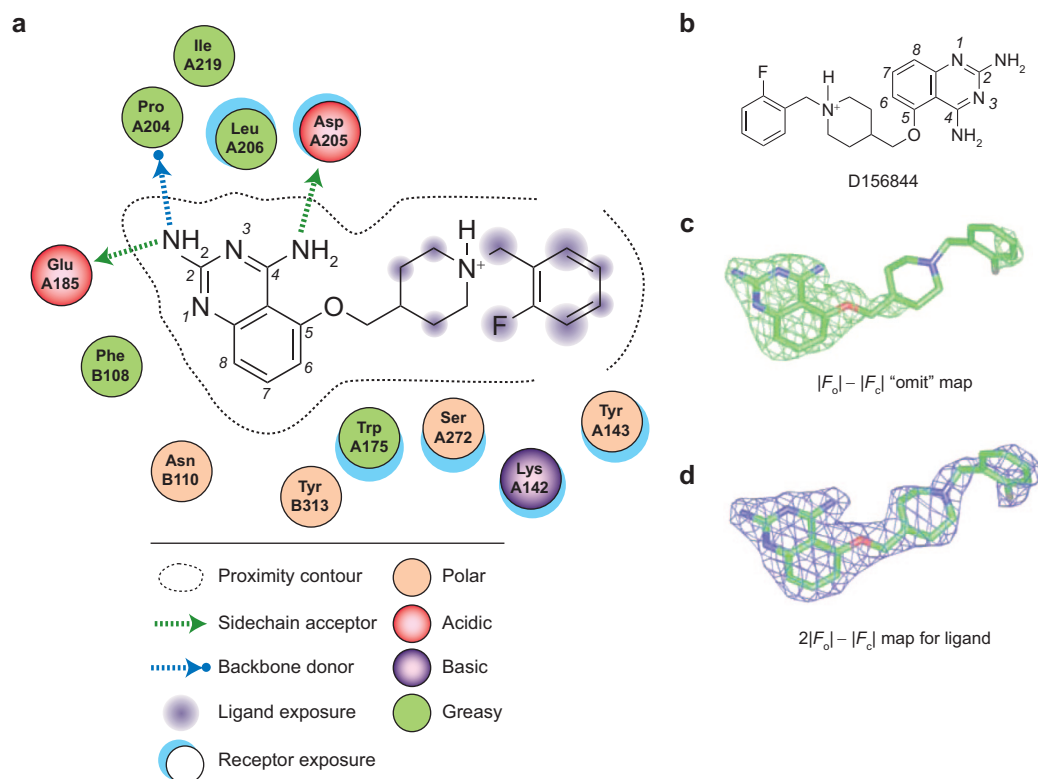 a
Ile
A219
Pro
A204
Leu
A206
Asp
A205
Glu
A185
Phe
B108
Asn
B110
Tyr
B313
Trp
A175
Ser
A272
Lys
A142
Tyr
A143
NH2
2
2
3
NH2
4
N
N
1
O
5
6
7
8
H
N+
F
Proximity contour
Polar
Sidechain acceptor
Acidic
Backbone donor
Basic
Ligand exposure
Greasy
Receptor exposure
b
F
H
N+
O
8
7
6
5
1
N
2
NH2
N
3
4
NH2
D156844
c
|Fo| – |Fc| “omit” map
d
2|Fo| – |Fc| map for ligand